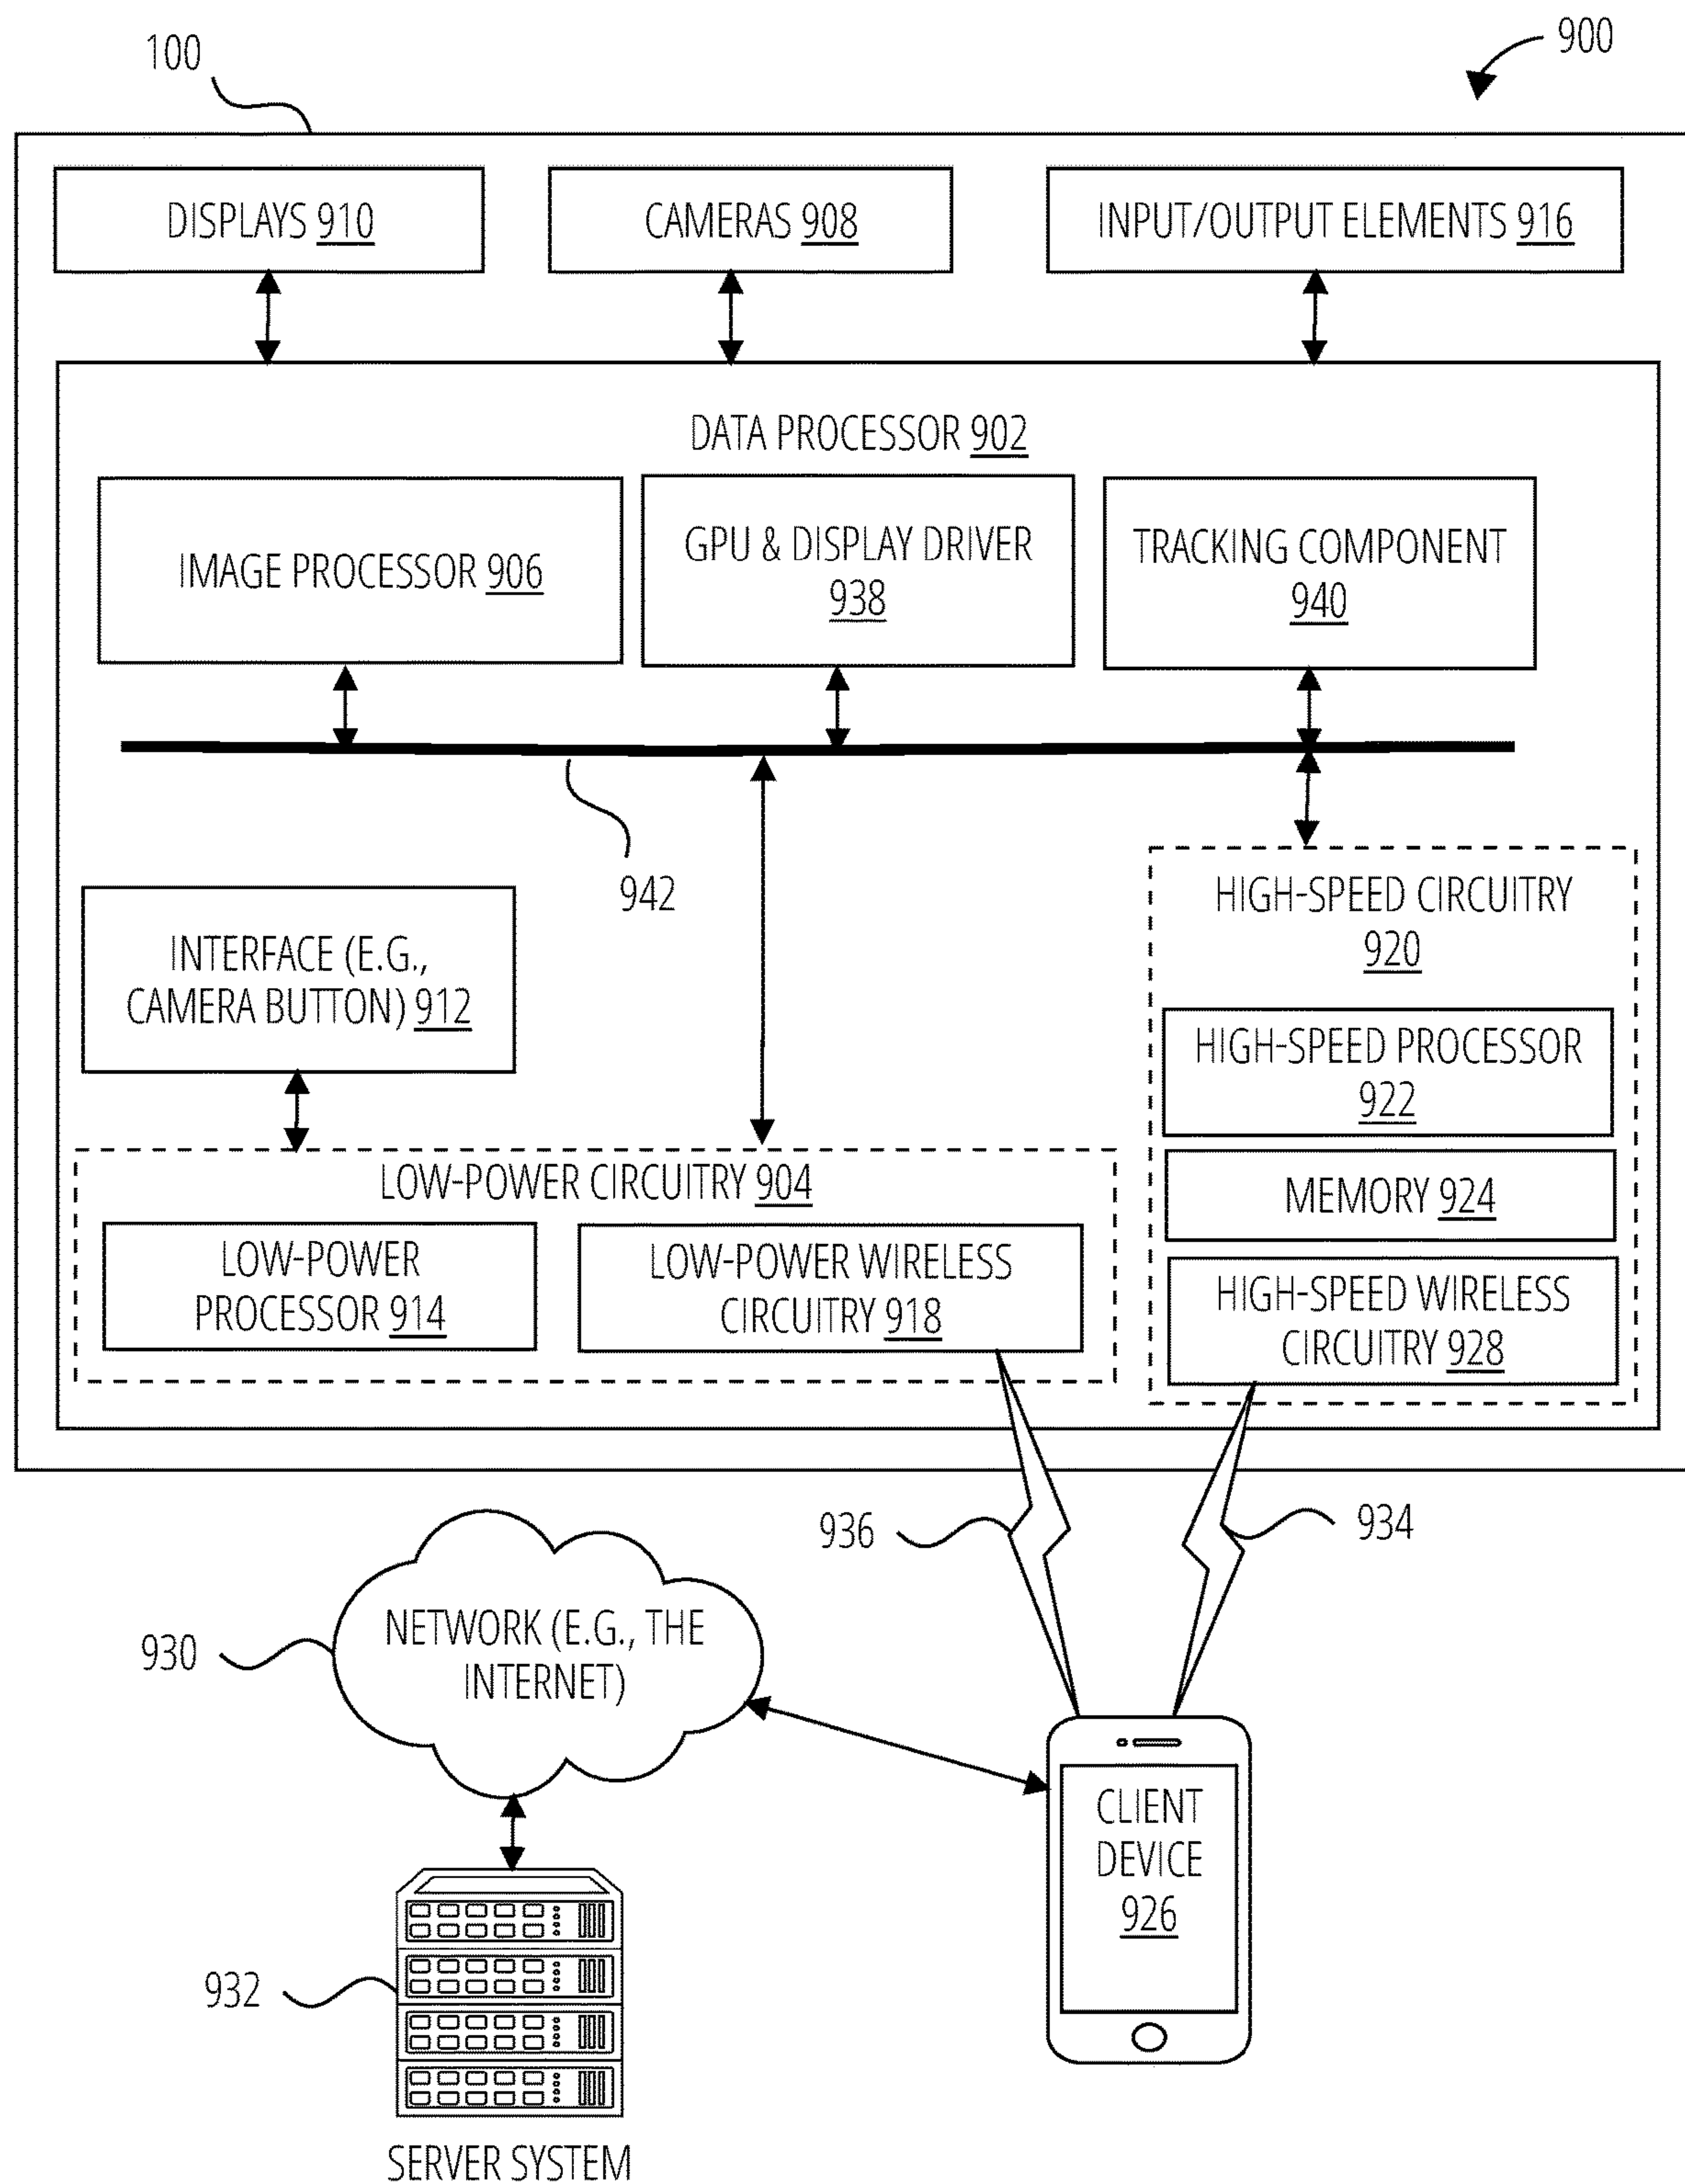 100
900
DISPLAYS 910
CAMERAS 908
INPUT/OUTPUT ELEMENTS 916
DATA PROCESSOR 902
IMAGE PROCESSOR 906
GPU & DISPLAY DRIVER
938
TRACKING COMPONENT
940
942
INTERFACE (E.G.,
CAMERA BUTTON) 912
HIGH-SPEED CIRCUITRY
920
HIGH-SPEED PROCESSOR
922
MEMORY 924
HIGH-SPEED WIRELESS
CIRCUITRY 928
LOW-POWER CIRCUITRY 904
LOW-POWER
PROCESSOR 914
LOW-POWER WIRELESS
CIRCUITRY 918
936
934
930
NETWORK (E.G., THE
INTERNET)
CLIENT
DEVICE
926
932
SERVER SYSTEM